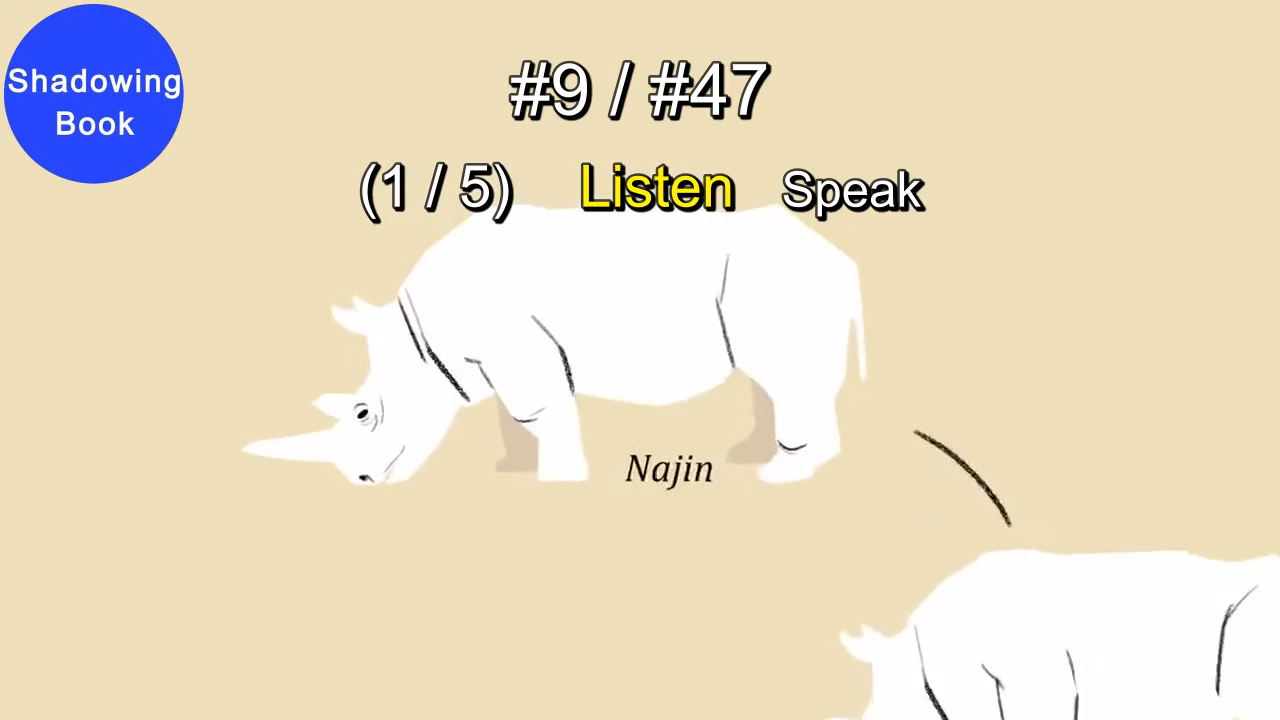 Shadowing
Book
#9 / #47
(1 / 5) Listen Speak
Najin